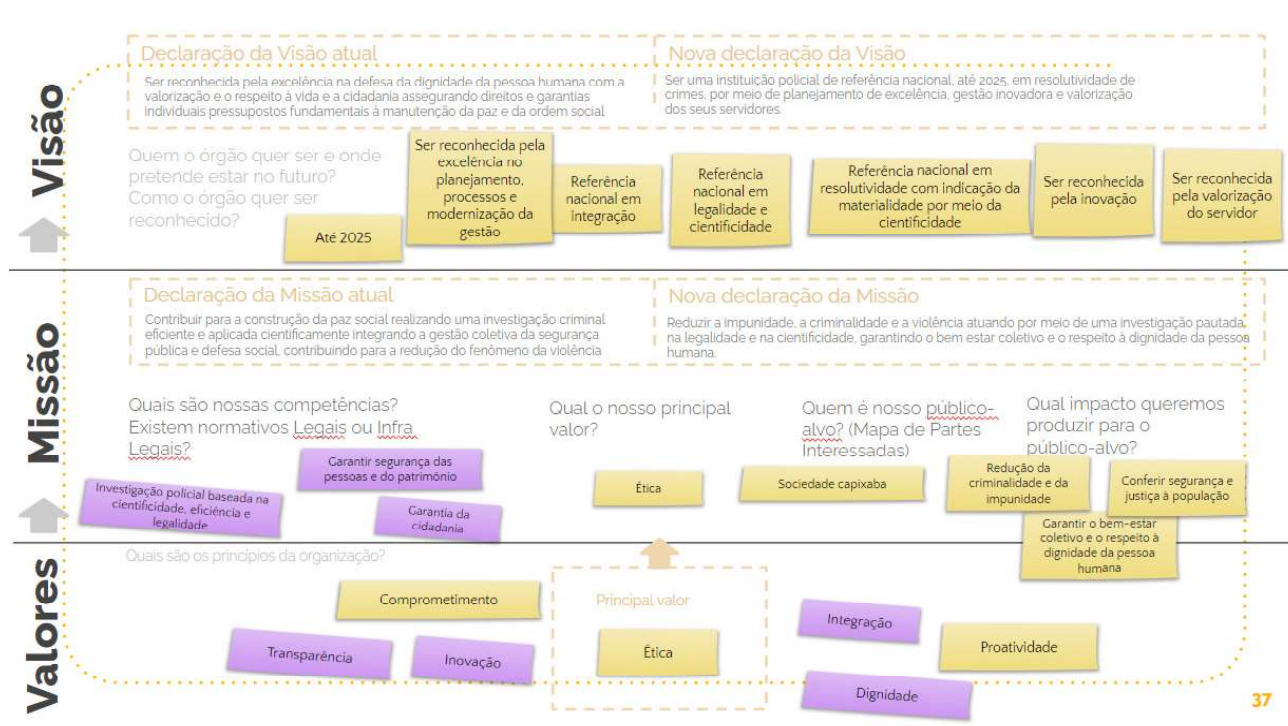 Visão
Declaração da Visão atual
Ser reconhecida pela excelência na defesa da dignidade da pessoa humana com a
valorização e o respeito à vida e a cidadania assegurando direitos e garantias
individuais pressupostos fundamentais à manutenção da paz e da ordem social
Nova declaração da Visão
Ser uma instituição policial de referência nacional, até 2025, em resolutividade de
crimes, por meio de planejamento de excelência, gestão inovadora e valorização
dos seus servidores.
Quem o órgão quer ser e onde
pretende estar no futuro?
Como o órgão quer ser
reconhecido?
Até 2025
Ser reconhecida pela
excelência no
planejamento,
processos e
modernização da
gestão
Referência
nacional em
integração
Referência
nacional em
legalidade e
cientificidade
Referência nacional em
resolutividade com indicação da
materialidade por meio da
cientificidade
Ser reconhecida
pela inovação
Ser reconhecida
pela valorização
do servidor
Missão
Declaração da Missão atual
Contribuir para a construção da paz social realizando uma investigação criminal
eficiente e aplicada cientificamente integrando a gestão coletiva da segurança
pública e defesa social, contribuindo para a redução do fenômeno da violência
Nova declaração da Missão
Reduzir a impunidade, a criminalidade e a violência atuando por meio de uma investigação pautada
na legalidade e na cientificidade, garantindo o bem estar coletivo e o respeito à dignidade da pessoa
humana.
Quais são nossas competências?
Existem normativos Legais ou Infra
Legais?
Investigação policial baseada na
cientificidade, eficiência e
legalidade
Garantir segurança das
pessoas e do patrimônio
Garantia da
cidadania
Qual o nosso principal
valor?
Ética
Quem é nosso público-
alvo? (Mapa de Partes
Interessadas)
Sociedade capixaba
Qual impacto queremos
produzir para o
público-alvo?
Redução da
criminalidade e da
impunidade
Conferir segurança e
justiça à população
Garantir o bem-estar
coletivo e o respeito à
dignidade da pessoa
humana
Valores
Quais são os princípios da organização?
Comprometimento
Transparência
Inovação
Principal valor
Ética
Integração
Proatividade
Dignidade
37